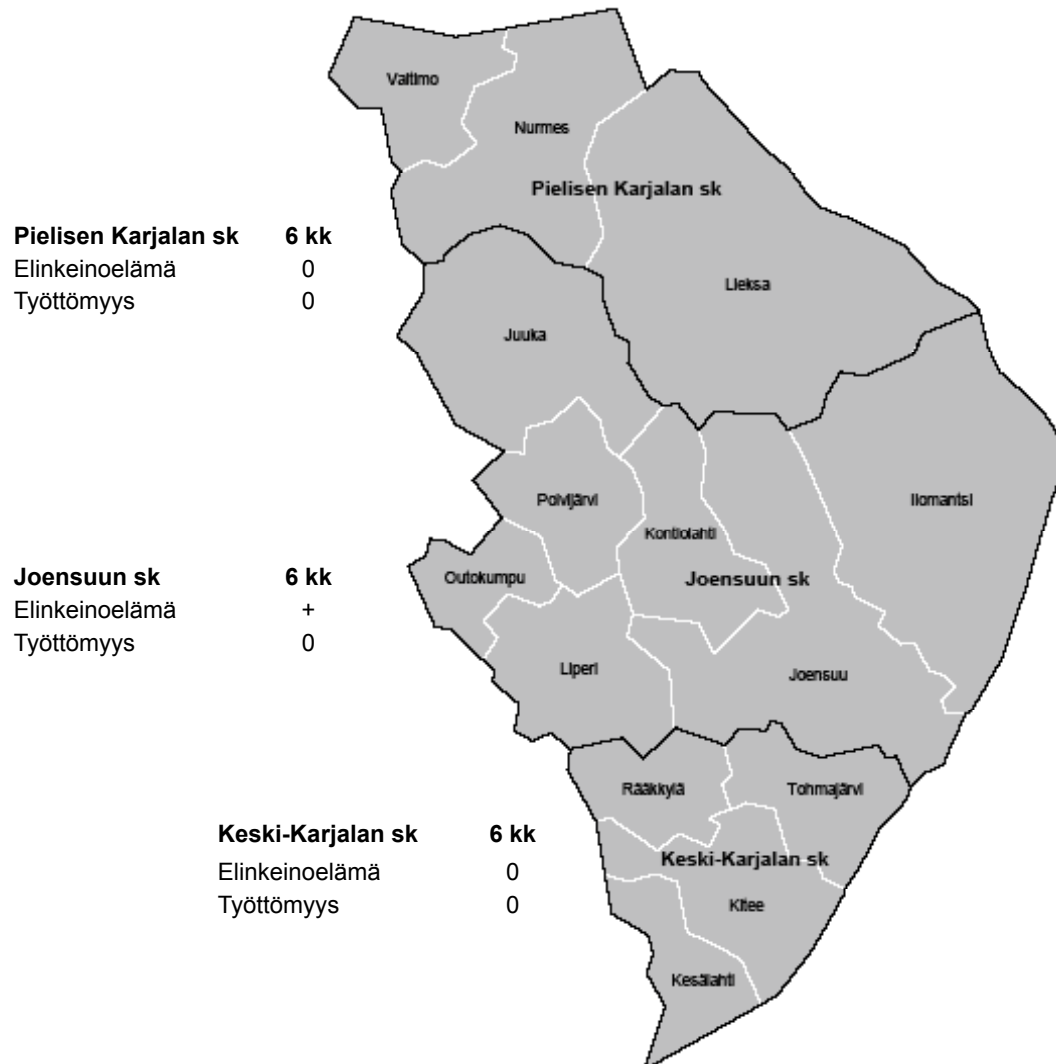 Valtimo
Nurmes
Pielisen Karjalan sk
Pielisen Karjalan sk 6 kk
Elinkeinoelämä 0
Työttömyys 0
Lieksa
Juuka
Polvijärvi
Ilomantsi
Kontiolahti
Outokumpu
Joensuun sk
Joensuun sk 6 kk
Elinkeinoelämä +
Työttömyys 0
Liperi
Joensuu
Rääkkylä
Tohmajärvi
Keski-Karjalan sk 6 kk
Elinkeinoelämä 0
Työttömyys 0
Keski-Karjalan sk
Kitee
Kesälahti